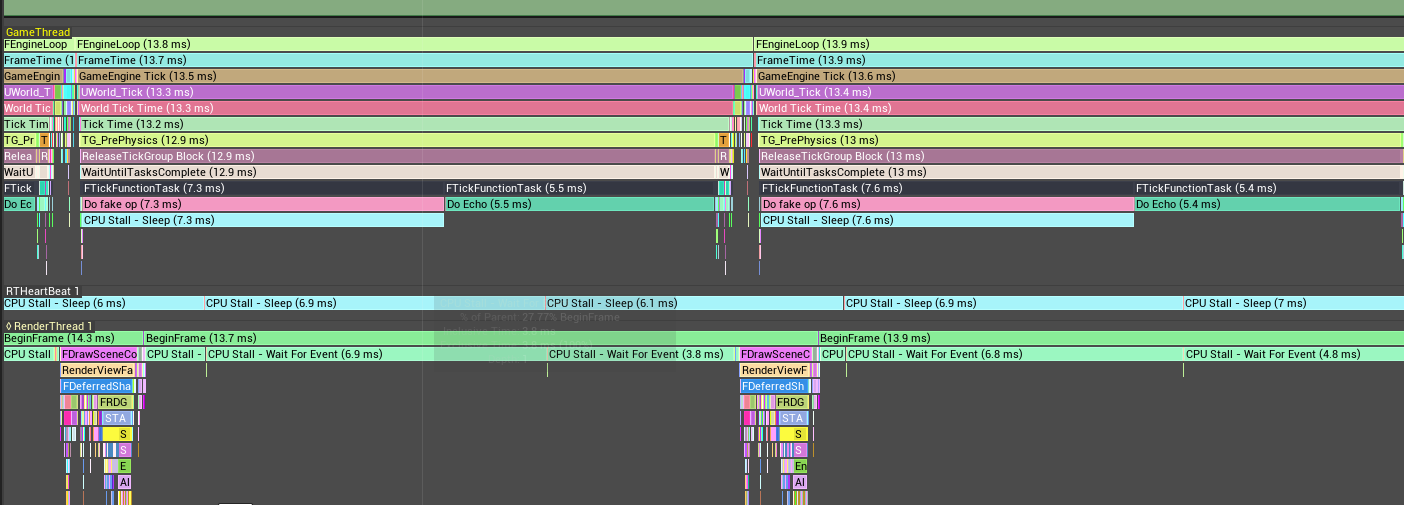 GameThread
FEngineLoop FEngineLoop (13.8 ms) FEngineLoop (13.9 ms)
FrameTime (1 FrameTime (13.7 ms) FrameTime (13.9 ms)
GameEngin GameEngine Tick (13.5 ms) GameEngine Tick (13.6 ms)
UWorld_T UWorld_Tick (13.3 ms) UWorld_Tick (13.4 ms)
World Tic World Tick Time (13.3 ms) World Tick Time (13.4 ms)
Tick Tim Tick Time (13.2 ms) Tick Time (13.3 ms)
TG_Pr T TG_PrePhysics (12.9 ms) T TG_PrePhysics (13 ms)
Relea R ReleaseTickGroup Block (12.9 ms) R ReleaseTickGroup Block (13 ms)
WaitU WaitUntilTasksComplete (12.9 ms) W WaitUntilTasksComplete (13 ms)
FTick FTickFunctionTask (7.3 ms) FTickFunctionTask (5.5 ms) FTickFunctionTask (7.6 ms) FTickFunctionTask (5.4 ms)
Do Ec Do fake op (7.3 ms) Do Echo (5.5 ms) Do fake op (7.6 ms) Do Echo (5.4 ms)
CPU Stall - Sleep (7.3 ms) CPU Stall - Sleep (7.6 ms)
RTHeartBeat 1
CPU Stall - Sleep (6 ms) CPU Stall - Sleep (6.9 ms) CPU Stall - Sleep (6.1 ms) CPU Stall - Sleep (6.9 ms) CPU Stall - Sleep (7 ms)
% of Parent: 27.77% BeginFrame
◊ RenderThread 1
BeginFrame (14.3 ms) BeginFrame (13.7 ms) BeginFrame (13.9 ms)
CPU Stall FDrawSceneCo CPU Stall - CPU Stall - Wait For Event (6.9 ms) CPU Stall - Wait For Event (3.8 ms) FDrawSceneC CPU CPU Stall - Wait For Event (6.8 ms) CPU Stall - Wait For Event (4.8 ms)
RenderViewFa RenderViewF
FDeferredSha FDeferredSh
FRDG FRDG
STA STA
S S
S S
E En
Al Al